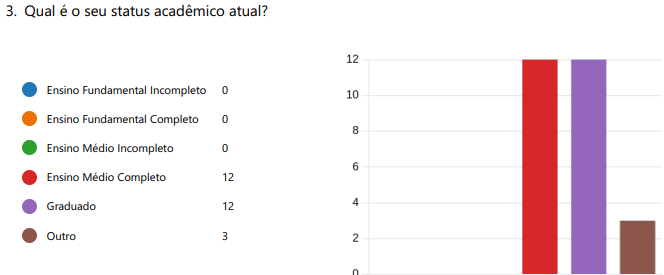 3. Qual é o seu status acadêmico atual?
Ensino Fundamental Incompleto 0
Ensino Fundamental Completo 0
Ensino Médio Incompleto 0
Ensino Médio Completo 12
Graduado 12
Outro 3
12
10
8
6
4
2
0